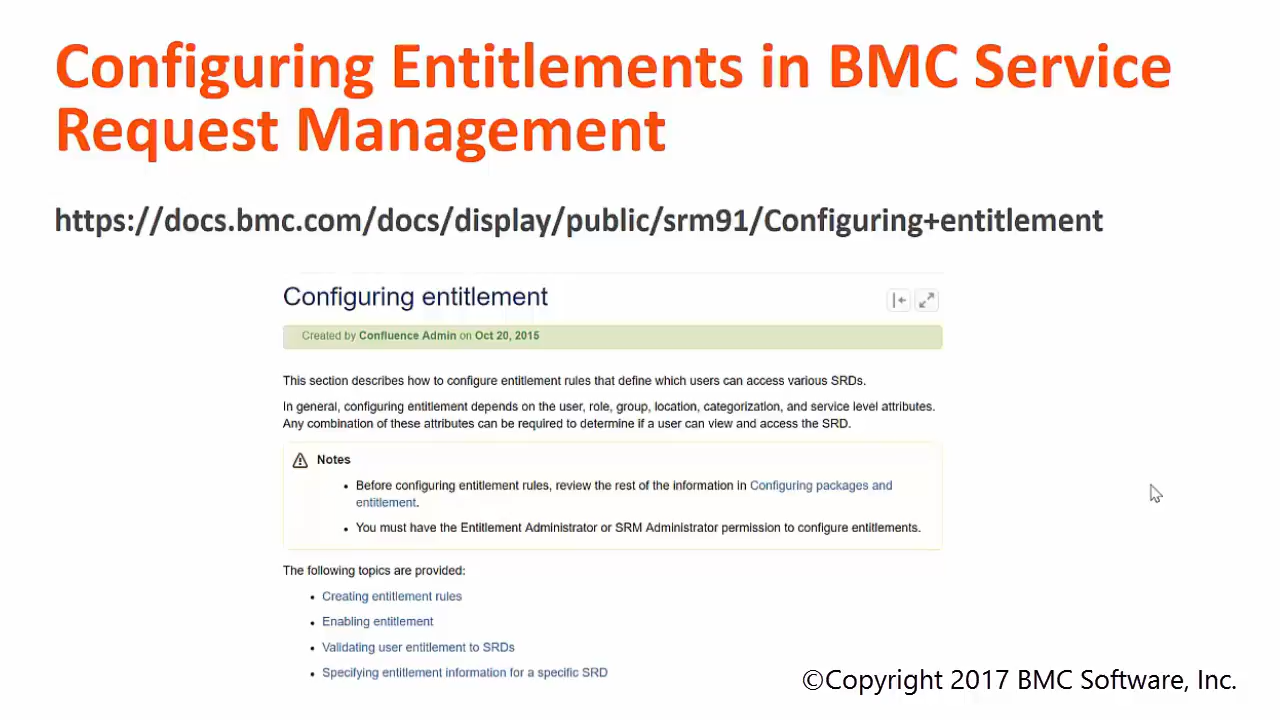 Configuring Entitlements in BMC Service
Request Management
https://docs.bmc.com/docs/display/public/srm91/Configuring+entitlement
Configuring entitlement
Created by Confluence Admin on Oct 20, 2015
This section describes how to configure entitlement rules that define which users can access various SRDs.
In general, configuring entitlement depends on the user, role, group, location, categorization, and service level attributes.
Any combination of these attributes can be required to determine if a user can view and access the SRD.
Notes
• Before configuring entitlement rules, review the rest of the information in Configuring packages and
entitlement.
• You must have the Entitlement Administrator or SRM Administrator permission to configure entitlements.
The following topics are provided:
• Creating entitlement rules
• Enabling entitlement
• Validating user entitlement to SRDs
• Specifying entitlement information for a specific SRD
©Copyright 2017 BMC Software, Inc.